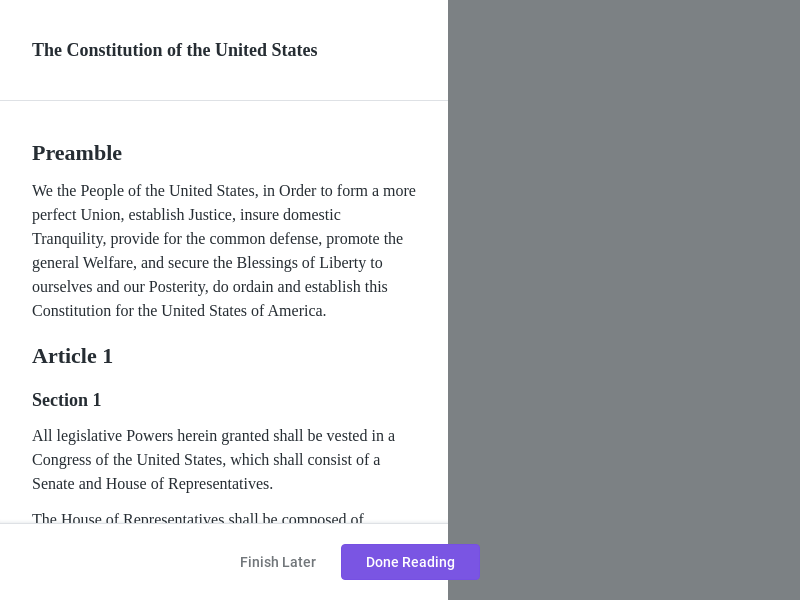 The Constitution of the United States
Preamble
We the People of the United States, in Order to form a more
perfect Union, establish Justice, insure domestic
Tranquility, provide for the common defense, promote the
general Welfare, and secure the Blessings of Liberty to
ourselves and our Posterity, do ordain and establish this
Constitution for the United States of America.
Article 1
Section 1
All legislative Powers herein granted shall be vested in a
Congress of the United States, which shall consist of a
Senate and House of Representatives.
The House of Representatives shall be composed of
Finish Later
Done Reading